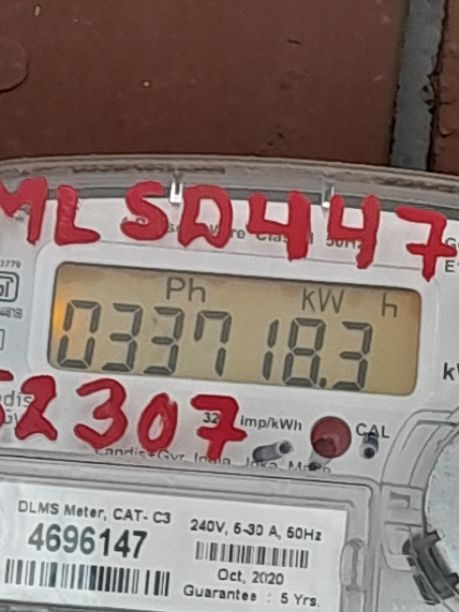 MLSD447
Ph kW h
033718.3
2307
imp/kWh
CAL
DLMS Meter, CAT- C3
4696147
240V, 5-30 A, 50Hz
Oct, 2020
Guarantee : 5 Yrs.